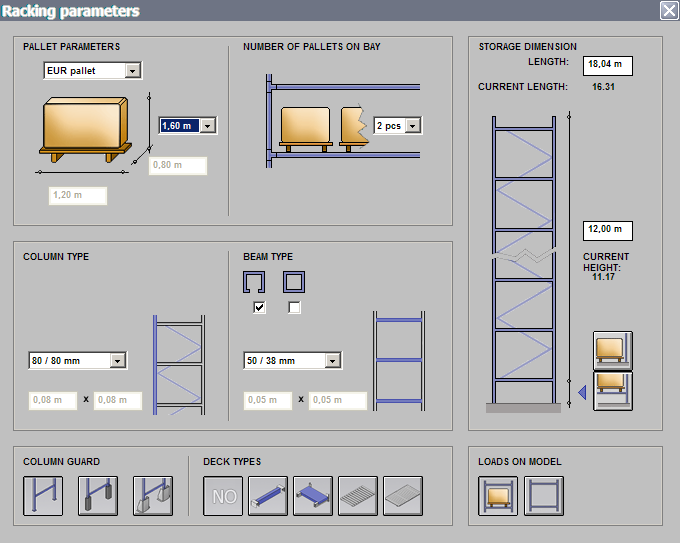 Racking parameters
PALLET PARAMETERS
EUR pallet
1,60 m
0,80 m
1,20 m
NUMBER OF PALLETS ON BAY
2 pcs
STORAGE DIMENSION
LENGTH:
18,04 m
CURRENT LENGTH:
16.31
12,00 m
CURRENT
HEIGHT:
11.17
COLUMN TYPE
80 / 80 mm
0,08 m x 0,08 m
BEAM TYPE
50 / 38 mm
0,05 m x 0,05 m
COLUMN GUARD
DECK TYPES
NO
LOADS ON MODEL